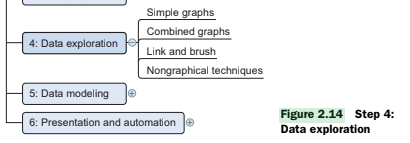 Simple graphs
Combined graphs
4: Data exploration
Link and brush
Nongraphical techniques
5: Data modeling
6: Presentation and automation
Figure 2.14 Step 4:
Data exploration